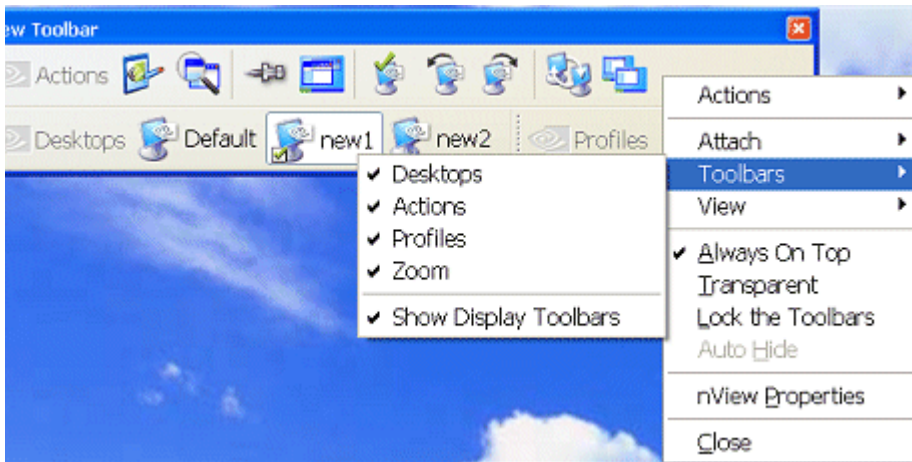 ew Toolbar
Actions
Desktops Default new1 new2 Profiles
Desktops
Actions
Profiles
Zoom
Show Display Toolbars
Actions
Attach
Toolbars
View
Always On Top
Transparent
Lock the Toolbars
Auto Hide
nView Properties
Close